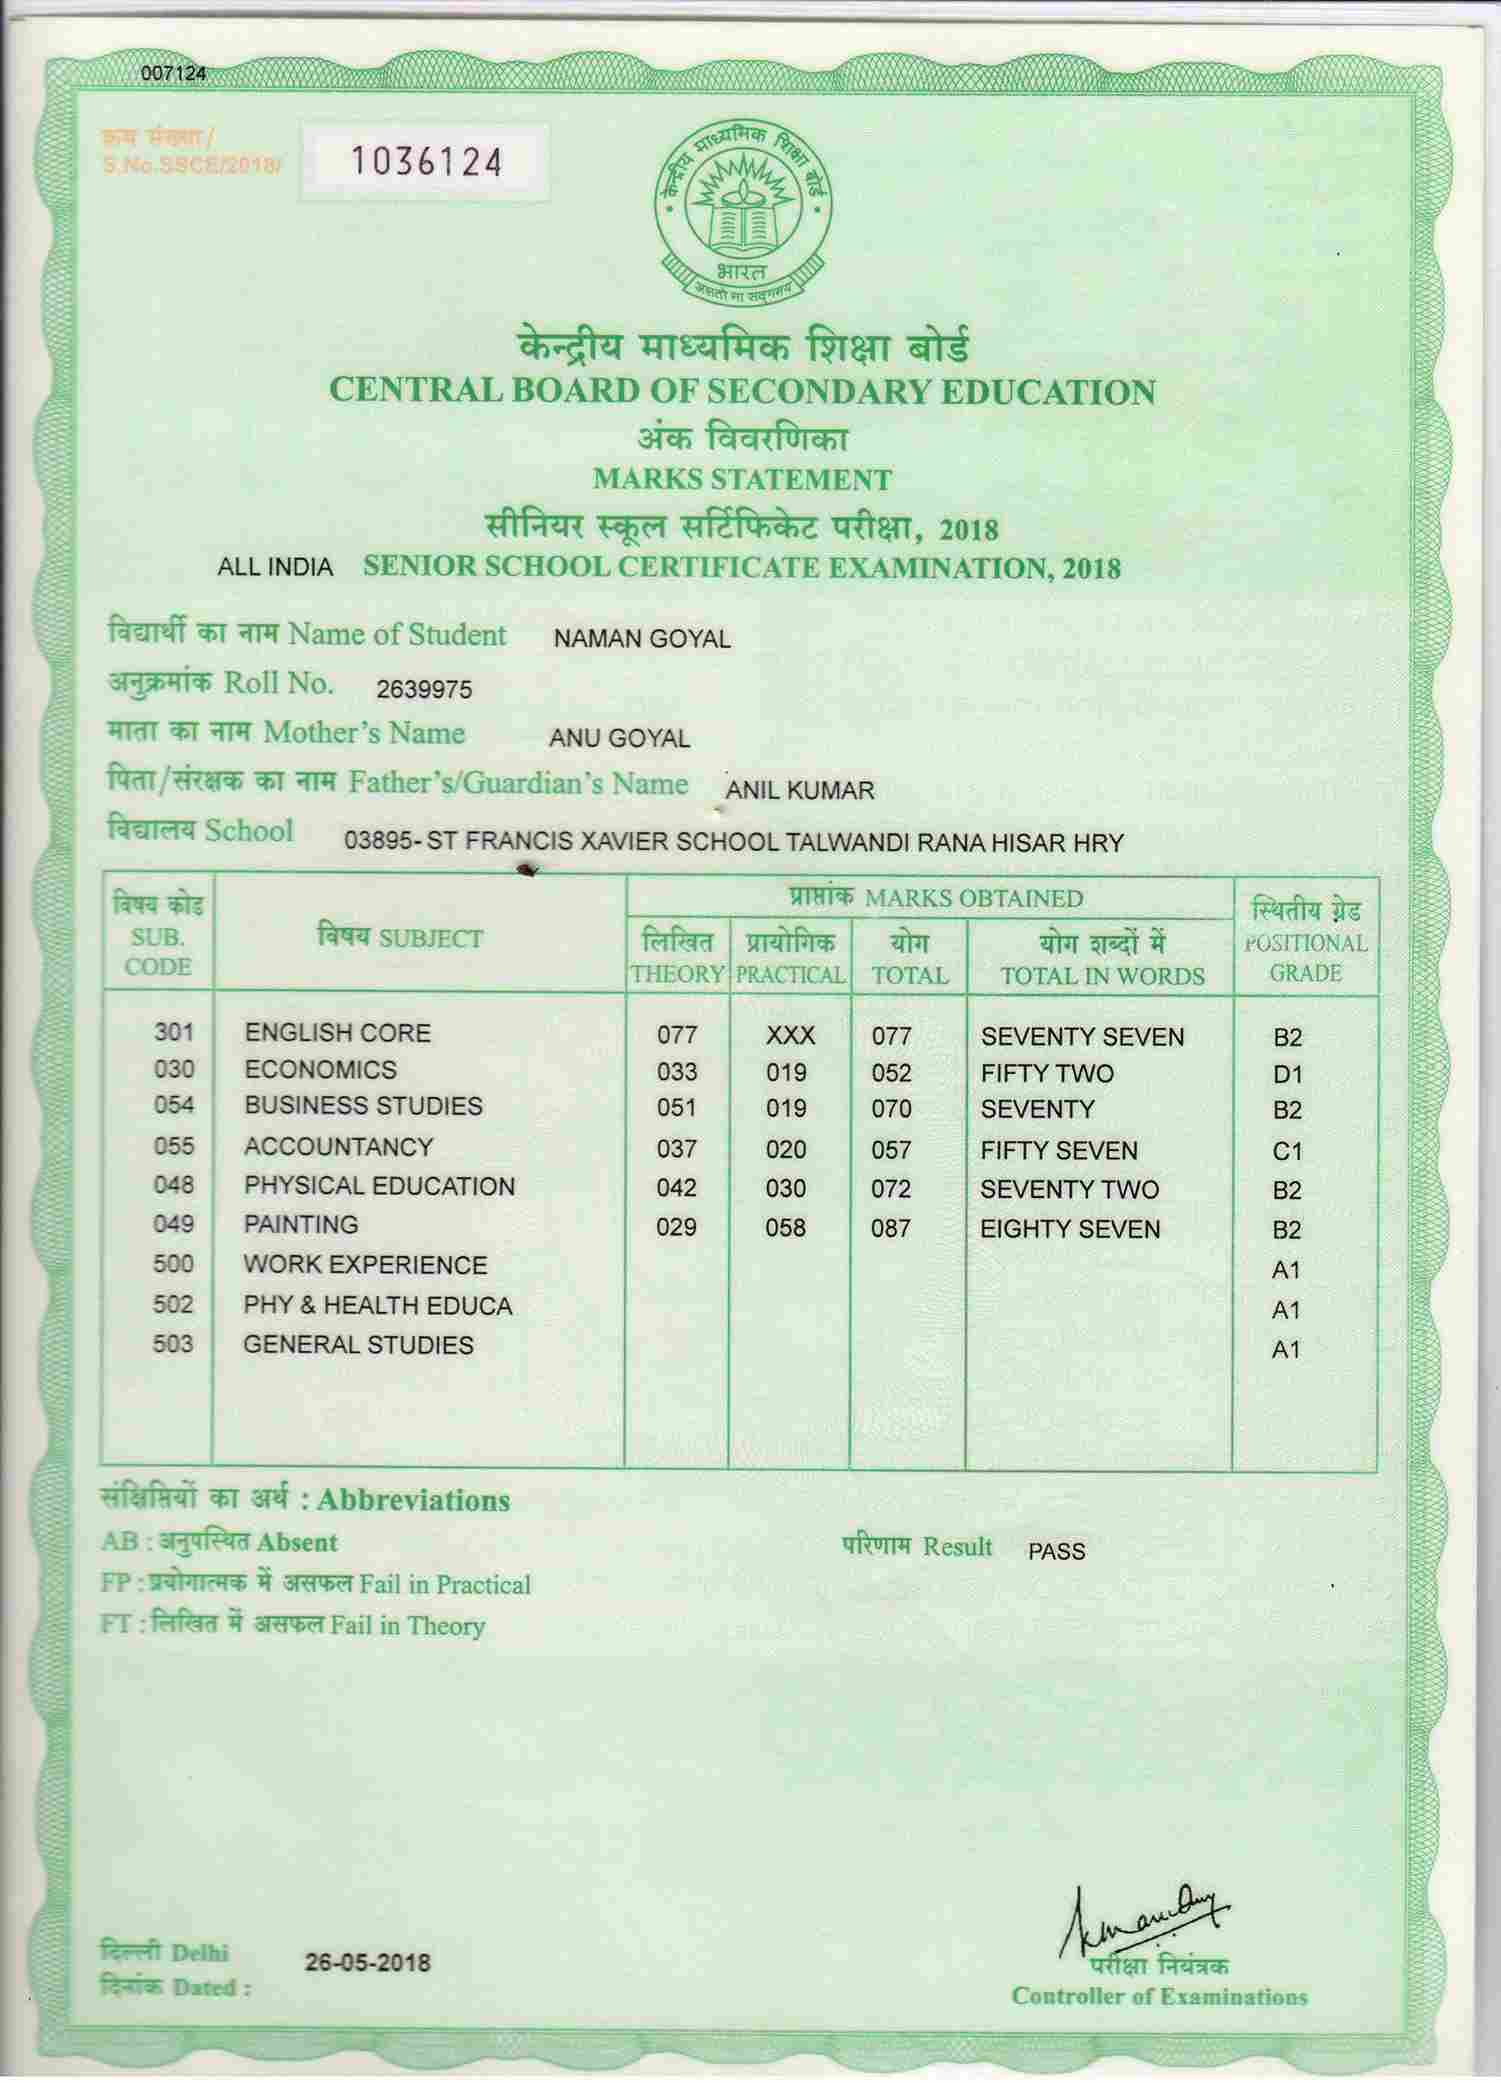 007124
क्रम संख्या/
S.No.SSCE/2018/
1036124
केन्द्रीय माध्यमिक शिक्षा बोर्ड
भारत
असतो मा सद्गमय
केन्द्रीय माध्यमिक शिक्षा बोर्ड
CENTRAL BOARD OF SECONDARY EDUCATION
अंक विवरणिका
MARKS STATEMENT
सीनियर स्कूल सर्टिफिकेट परीक्षा, 2018
ALL INDIA SENIOR SCHOOL CERTIFICATE EXAMINATION, 2018
विद्यार्थी का नाम Name of Student NAMAN GOYAL
अनुक्रमांक Roll No. 2639975
माता का नाम Mother's Name ANU GOYAL
पिता/संरक्षक का नाम Father's/Guardian's Name ANIL KUMAR
विद्यालय School 03895- ST FRANCIS XAVIER SCHOOL TALWANDI RANA HISAR HRY
विषय कोड SUB. CODE विषय SUBJECT प्राप्तांक MARKS OBTAINED स्थितीय ग्रेड POSITIONAL GRADE
लिखित THEORY प्रायोगिक PRACTICAL योग TOTAL योग शब्दों में TOTAL IN WORDS
301 ENGLISH CORE 077 XXX 077 SEVENTY SEVEN B2
030 ECONOMICS 033 019 052 FIFTY TWO D1
054 BUSINESS STUDIES 051 019 070 SEVENTY B2
055 ACCOUNTANCY 037 020 057 FIFTY SEVEN C1
048 PHYSICAL EDUCATION 042 030 072 SEVENTY TWO B2
049 PAINTING 029 058 087 EIGHTY SEVEN B2
500 WORK EXPERIENCE A1
502 PHY & HEALTH EDUCA A1
503 GENERAL STUDIES A1
संक्षिप्तियों का अर्थ : Abbreviations
AB : अनुपस्थित Absent
परिणाम Result PASS
FP : प्रयोगात्मक में असफल Fail in Practical
FT : लिखित में असफल Fail in Theory
दिल्ली Delhi
दिनांक Dated : 26-05-2018
परीक्षा नियंत्रक
Controller of Examinations